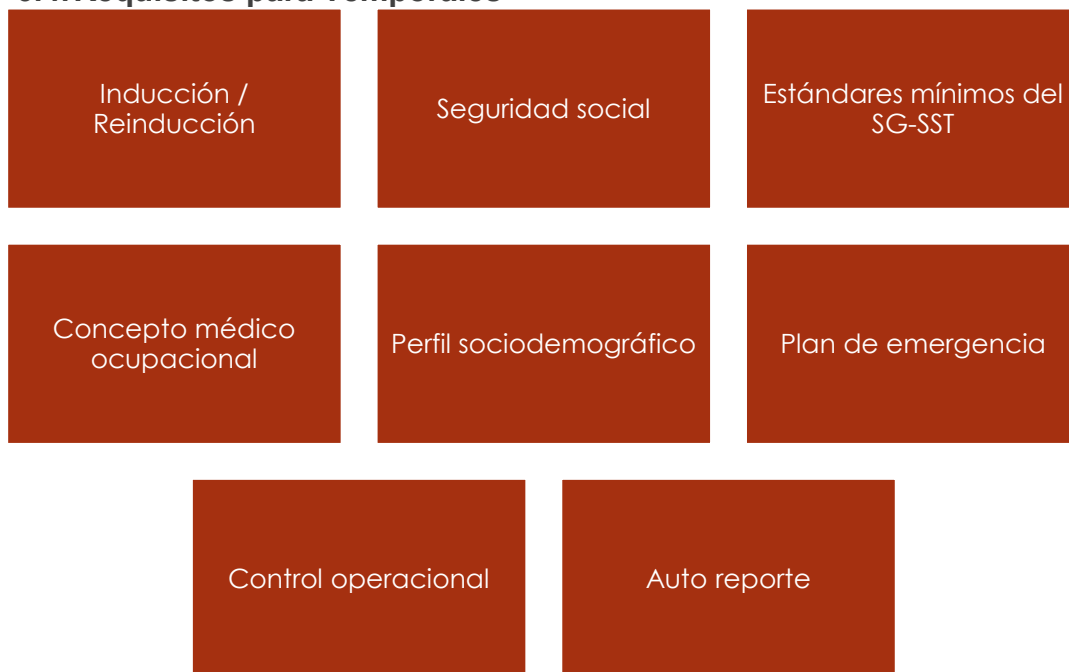 Inducción /
Reinducción
Seguridad social
Estándares mínimos del
SG-SST
Concepto médico
ocupacional
Perfil sociodemográfico
Plan de emergencia
Control operacional
Auto reporte